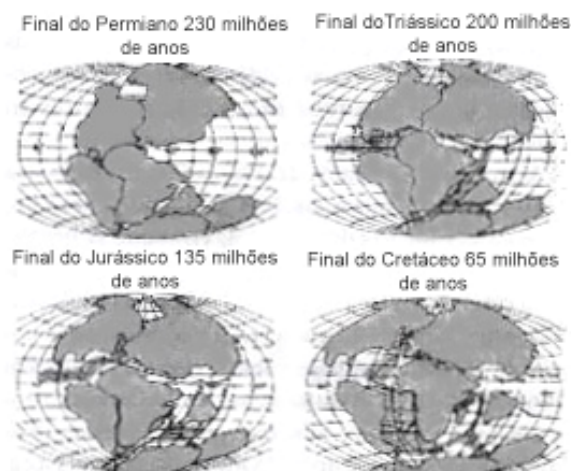 Final do Permiano 230 milhões
de anos
Final doTriássico 200 milhões
de anos
Final do Jurássico 135 milhões
de anos
Final do Cretáceo 65 milhões
de anos